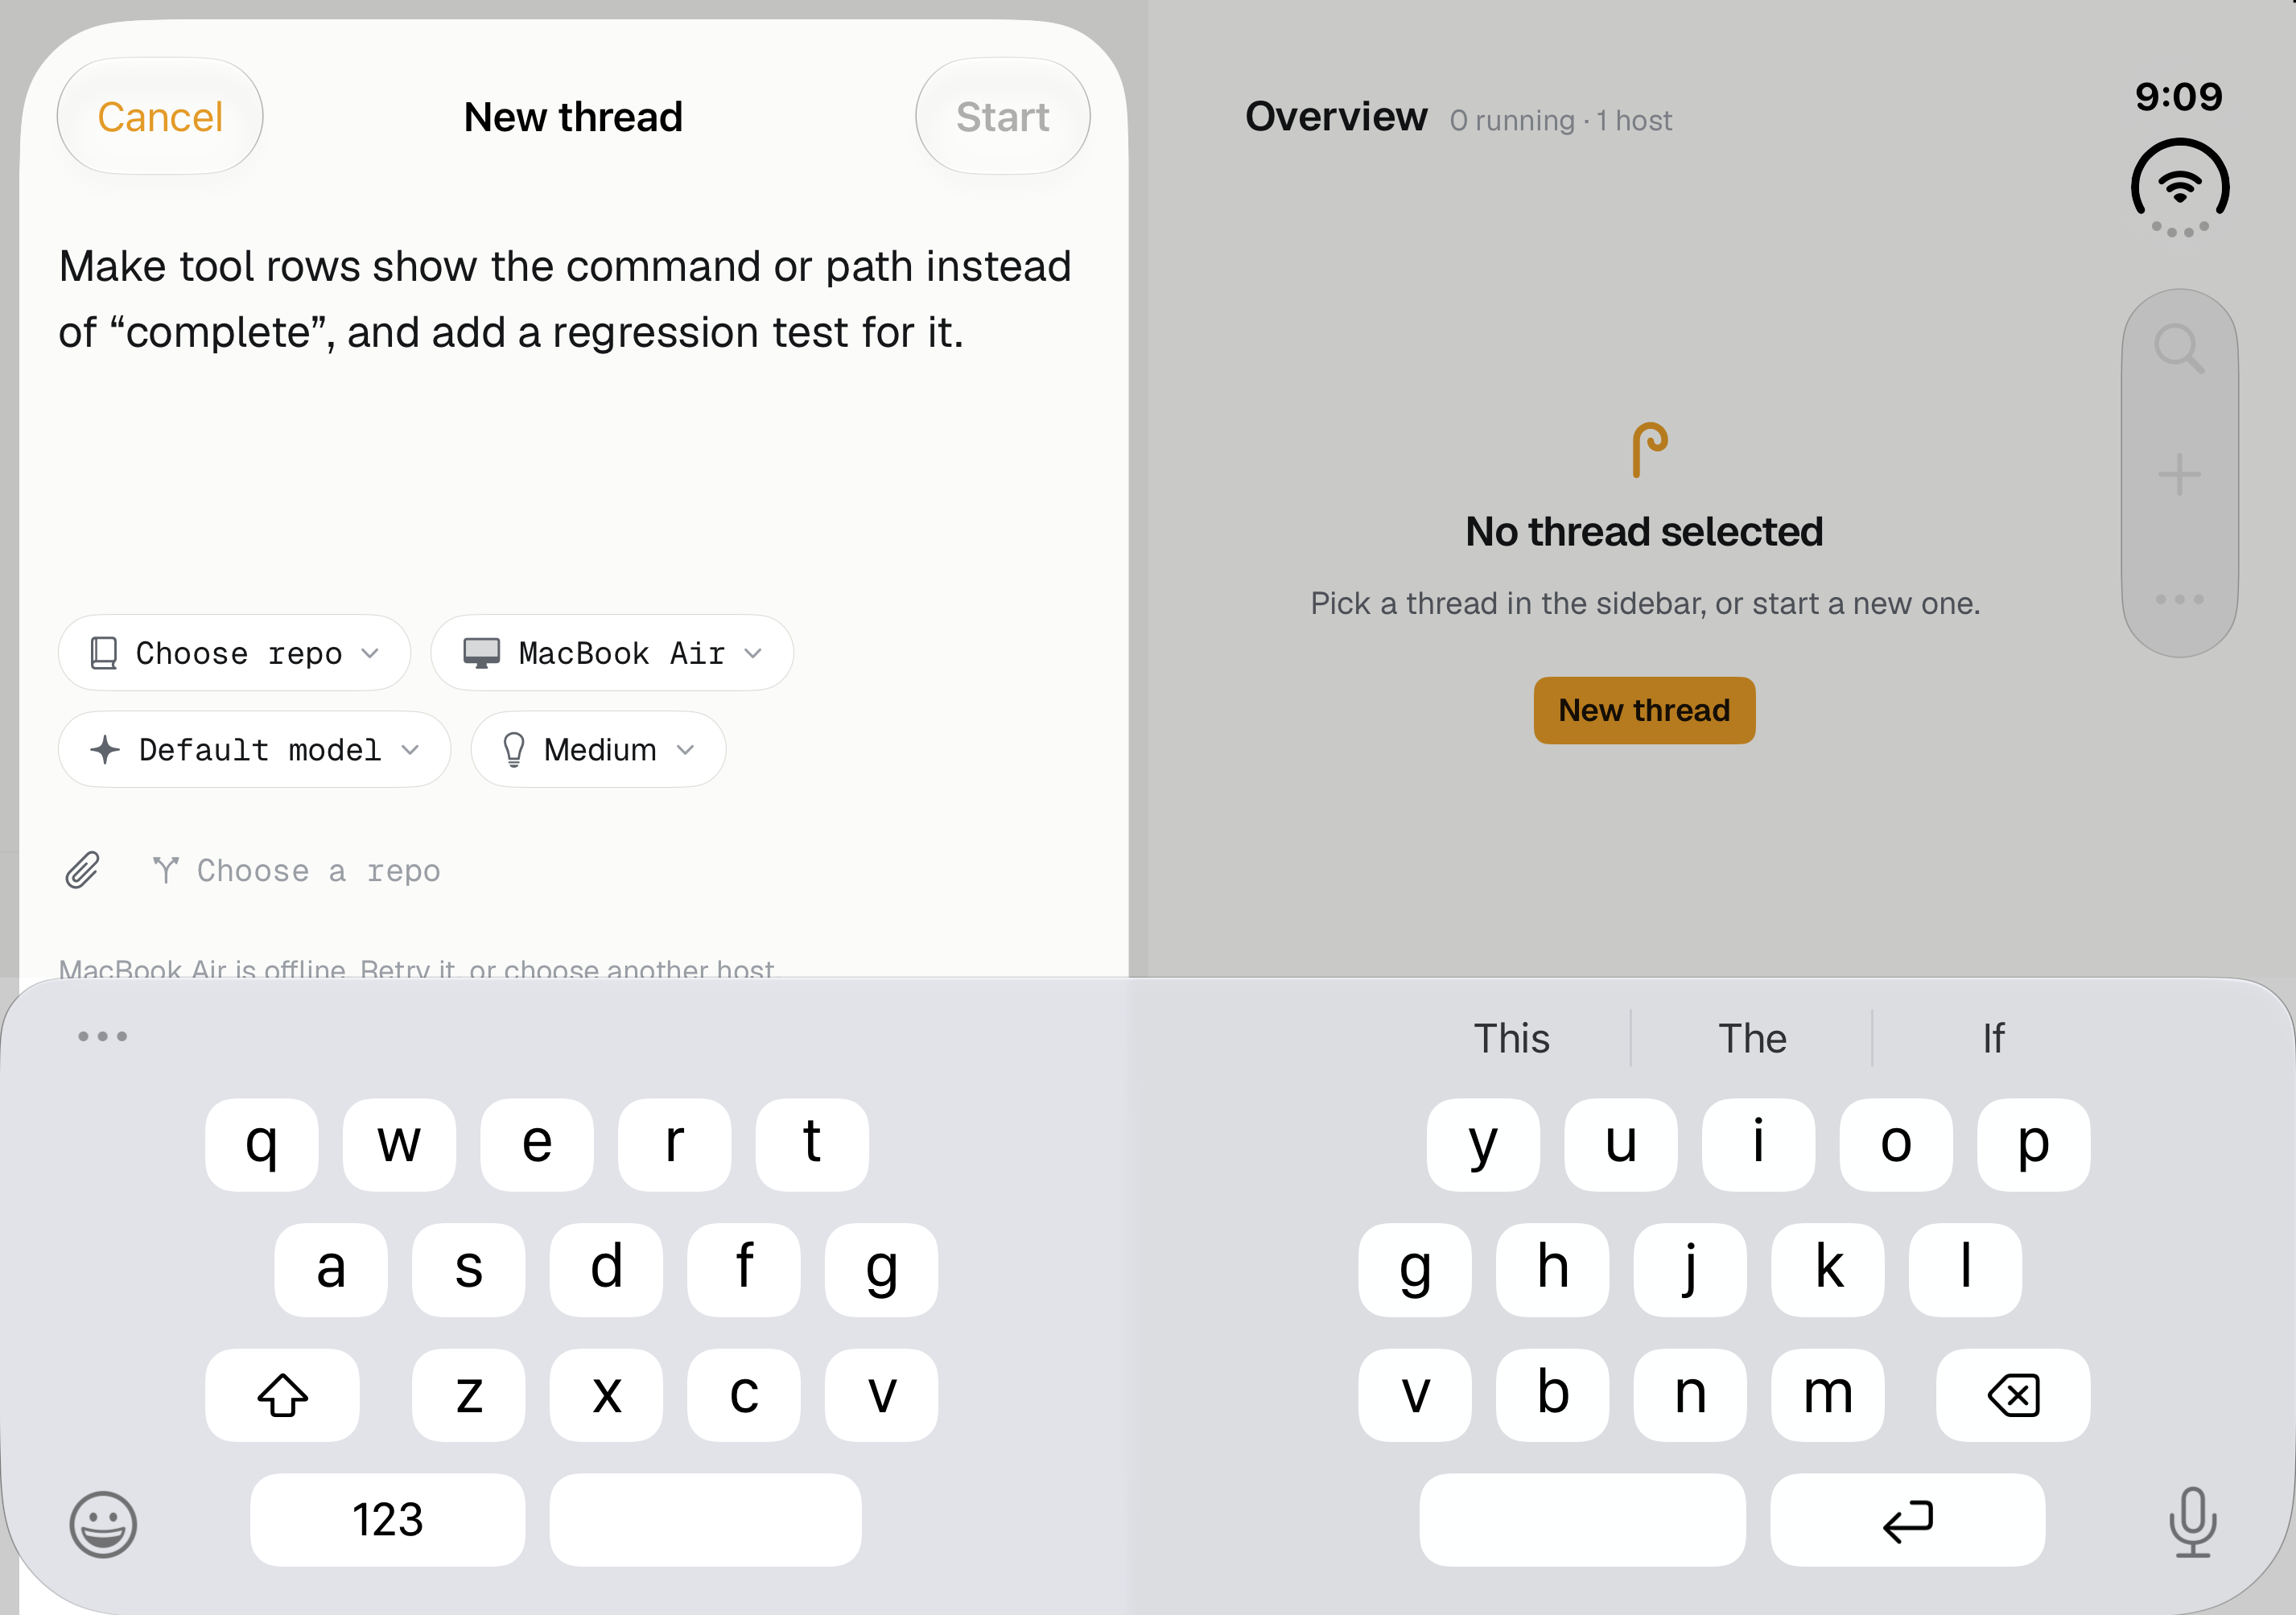 Cancel
New thread
Start
Make tool rows show the command or path instead
of “complete”, and add a regression test for it.
Choose repo
MacBook Air
Default model
Medium
Choose a repo
MacBook Air is offline. Retry it, or choose another host
Overview
0 running · 1 host
9:09
No thread selected
Pick a thread in the sidebar, or start a new one.
New thread
This
The
If
q w e r t
y u i o p
a s d f g
g h j k l
z x c v
v b n m
123